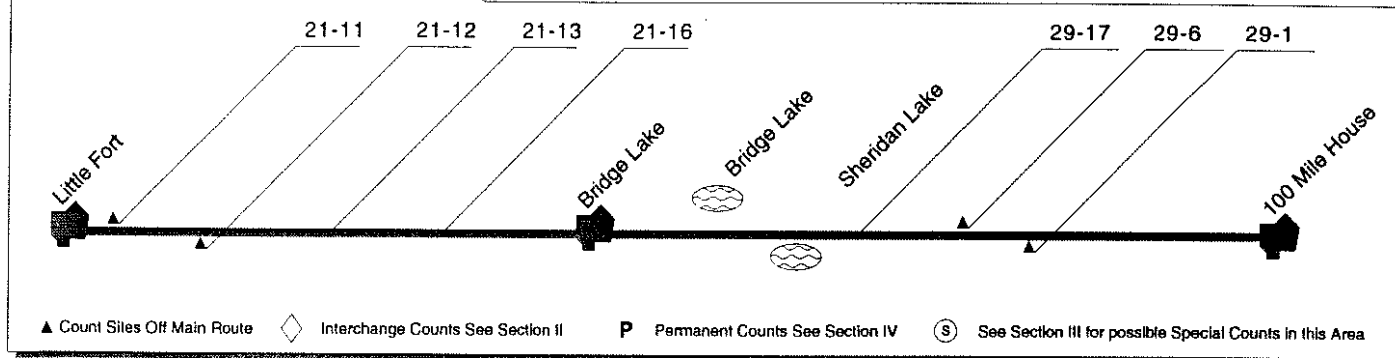 21-11 21-12 21-13 21-16 29-17 29-6 29-1
Little Fort
Bridge Lake
Bridge Lake
Sheridan Lake
100 Mile House
▲ Count Sites Off Main Route Interchange Counts See Section II P Permanent Counts See Section IV S See Section III for possible Special Counts in this Area